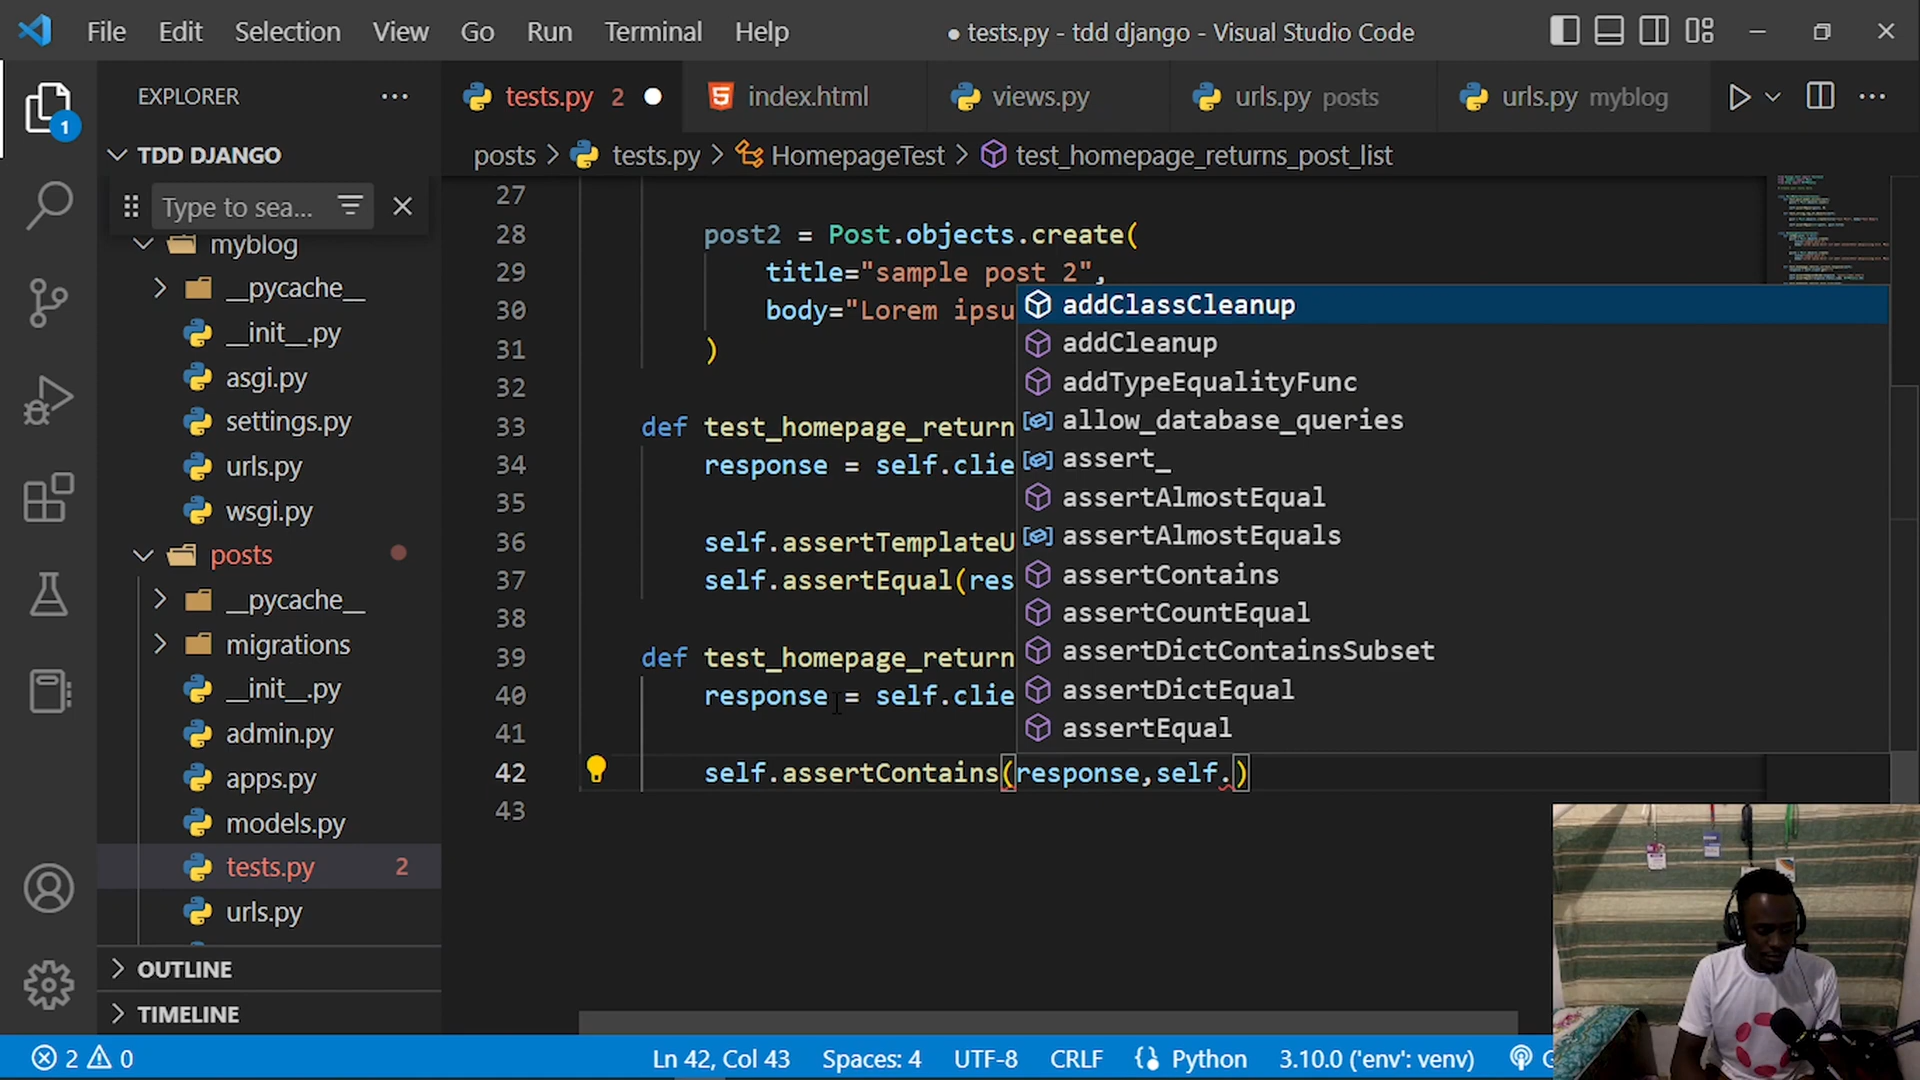 File Edit Selection View Go Run Terminal Help
● tests.py - tdd django - Visual Studio Code
EXPLORER
tests.py 2
index.html
views.py
urls.py posts
urls.py myblog
TDD DJANGO
posts > tests.py > HomepageTest > test_homepage_returns_post_list
Type to sea...
myblog
__pycache__
__init__.py
asgi.py
settings.py
urls.py
wsgi.py
posts
__pycache__
migrations
__init__.py
admin.py
apps.py
models.py
tests.py 2
urls.py
OUTLINE
TIMELINE
1
27
28 post2 = Post.objects.create(
29 title="sample post 2",
30 body="Lorem ipsu
31 )
32
33 def test_homepage_return
34 response = self.clie
35
36 self.assertTemplateU
37 self.assertEqual(res
38
39 def test_homepage_return
40 response = self.clie
41
42 self.assertContains(response,self.)
43
addClassCleanup
addCleanup
addTypeEqualityFunc
allow_database_queries
assert_
assertAlmostEqual
assertAlmostEquals
assertContains
assertCountEqual
assertDictContainsSubset
assertDictEqual
assertEqual
2 0
Ln 42, Col 43 Spaces: 4 UTF-8 CRLF Python 3.10.0 ('env': venv)